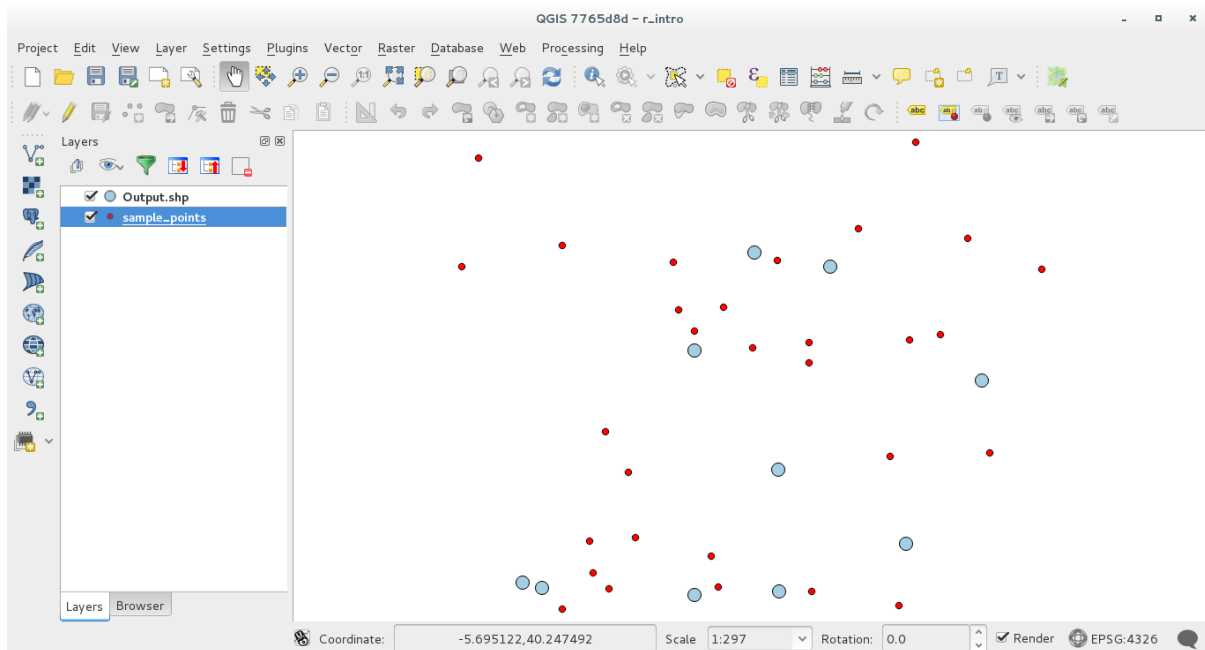 QGIS 7765d8d – r_intro
Project Edit View Layer Settings Plugins Vector Raster Database Web Processing Help
Layers
Output.shp
sample_points
Layers Browser
Coordinate: -5.695122,40.247492 Scale 1:297 Rotation: 0.0 Render EPSG:4326